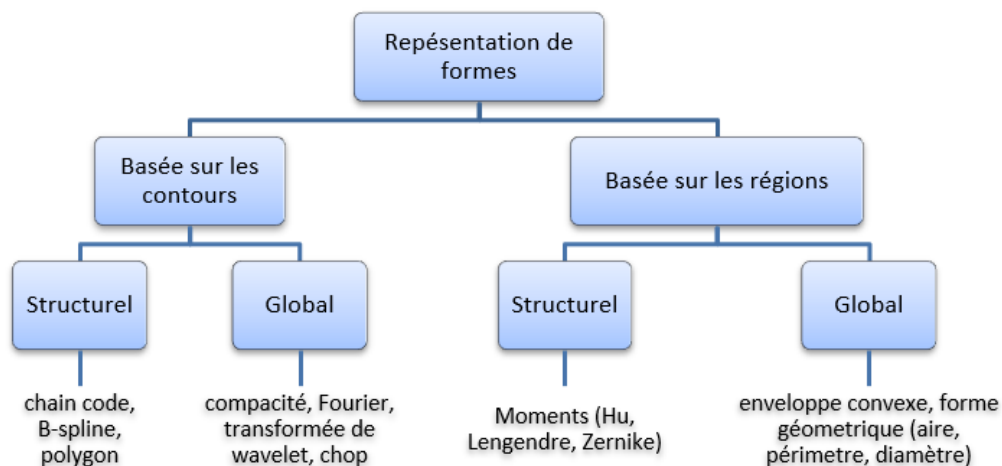 Repésentation de
formes
Basée sur les
contours
Basée sur les régions
Structurel
Global
Structurel
Global
chain code,
B-spline,
polygon
compacité, Fourier,
transformée de
wavelet, chop
Moments (Hu,
Lengendre, Zernike)
enveloppe convexe, forme
géometrique (aire,
périmetre, diamètre)